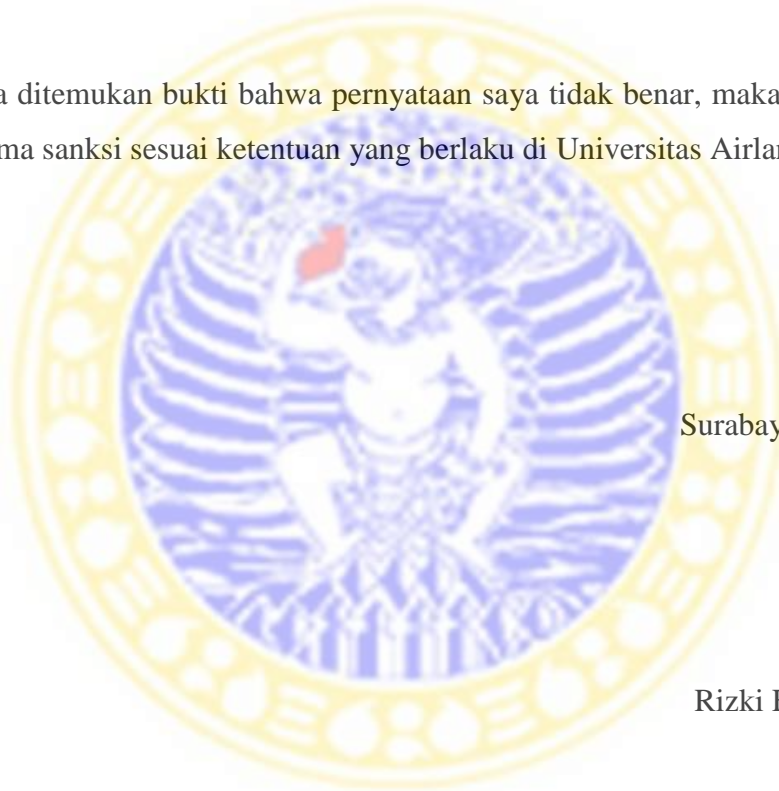 a ditemukan bukti bahwa pernyataan saya tidak benar, maka
ma sanksi sesuai ketentuan yang berlaku di Universitas Airlan
Surabay
Rizki